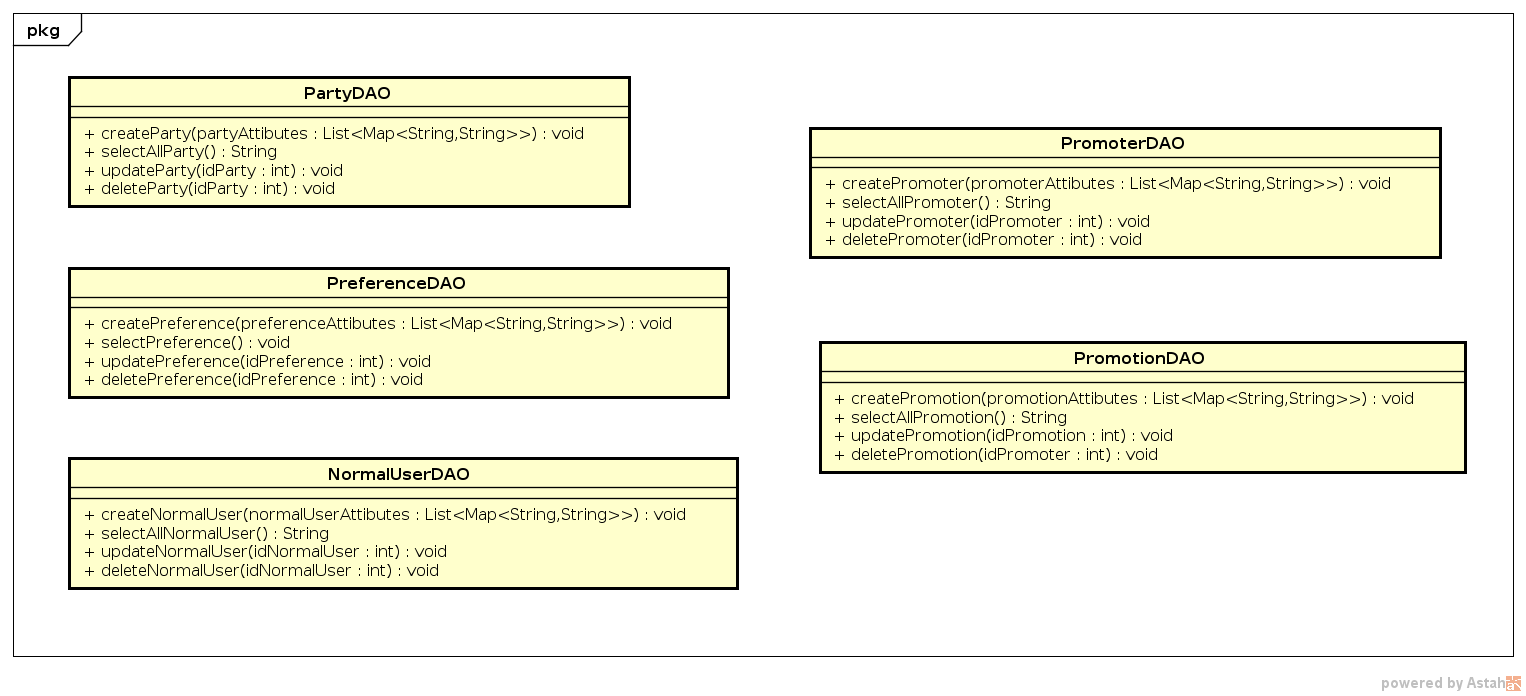 pkg
PartyDAO
+ createParty(partyAttibutes : List<Map<String,String>>) : void
+ selectAllParty() : String
+ updateParty(idParty : int) : void
+ deleteParty(idParty : int) : void
PreferenceDAO
+ createPreference(preferenceAttibutes : List<Map<String,String>>) : void
+ selectPreference() : void
+ updatePreference(idPreference : int) : void
+ deletePreference(idPreference : int) : void
NormalUserDAO
+ createNormalUser(normalUserAttibutes : List<Map<String,String>>) : void
+ selectAllNormalUser() : String
+ updateNormalUser(idNormalUser : int) : void
+ deleteNormalUser(idNormalUser : int) : void
PromoterDAO
+ createPromoter(promoterAttibutes : List<Map<String,String>>) : void
+ selectAllPromoter() : String
+ updatePromoter(idPromoter : int) : void
+ deletePromoter(idPromoter : int) : void
PromotionDAO
+ createPromotion(promotionAttibutes : List<Map<String,String>>) : void
+ selectAllPromotion() : String
+ updatePromotion(idPromotion : int) : void
+ deletePromotion(idPromoter : int) : void
powered by Astah